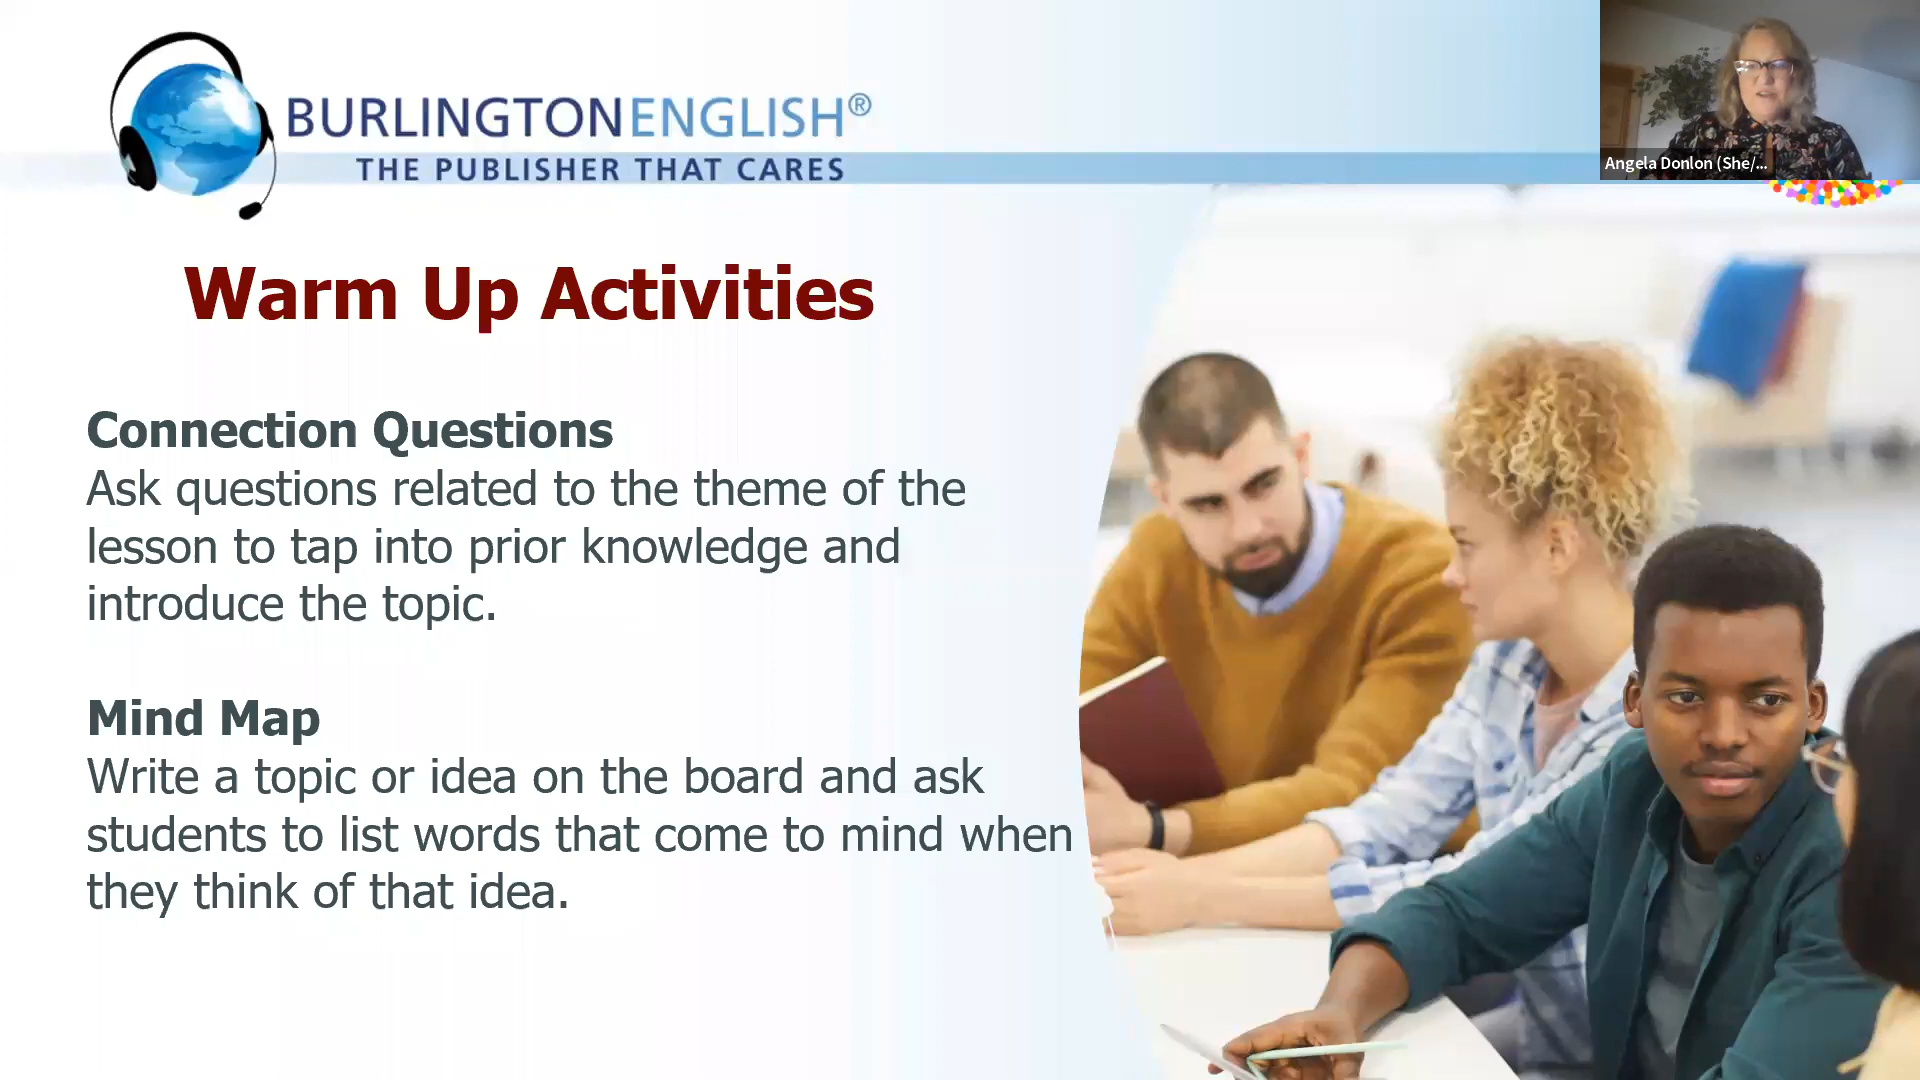 BURLINGTONENGLISH®
THE PUBLISHER THAT CARES
Angela Donlon (She/...
Warm Up Activities
Connection Questions
Ask questions related to the theme of the
lesson to tap into prior knowledge and
introduce the topic.
Mind Map
Write a topic or idea on the board and ask
students to list words that come to mind when
they think of that idea.